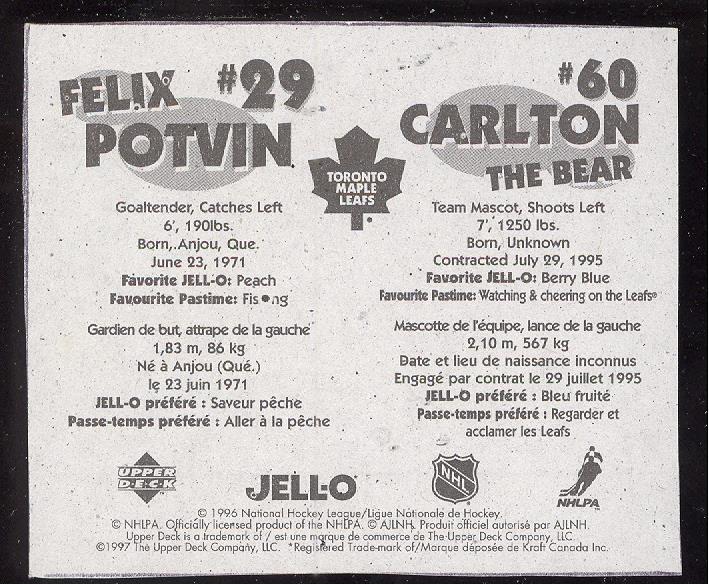 FELIX #29
POTVIN
Goaltender, Catches Left
6', 190lbs.
Born, Anjou, Que.
June 23, 1971
Favorite JELL-O: Peach
Favourite Pastime: Fis ng
Gardien de but, attrape de la gauche
1,83 m, 86 kg
Né à Anjou (Qué.)
le 23 juin 1971
JELL-O préféré : Saveur pêche
Passe-temps préféré : Aller à la pêche
TORONTO
MAPLE
LEAFS
#60
CARLTON
THE BEAR
Team Mascot, Shoots Left
7', 1250 lbs.
Born, Unknown
Contracted July 29, 1995
Favorite JELL-O: Berry Blue
Favourite Pastime: Watching & cheering on the Leafs®
Mascotte de l'équipe, lance de la gauche
2,10 m, 567 kg
Date et lieu de naissance inconnus
Engagé par contrat le 29 juillet 1995
JELL-O préféré : Bleu fruité
Passe-temps préféré : Regarder et
acclamer les Leafs
UPPER
DECK
JELL-O
NHL
NHLPA
© 1996 National Hockey League/Ligue Nationale de Hockey.
© NHLPA. Officially licensed product of the NHLPA. © AJLNH. Produit officiel autorisé par AJLNH.
Upper Deck is a trademark of / est une marque de commerce de The Upper Deck Company, LLC.
©1997 The Upper Deck Company, LLC. *Registered Trade-mark of/Marque déposée de Kraft Canada Inc.